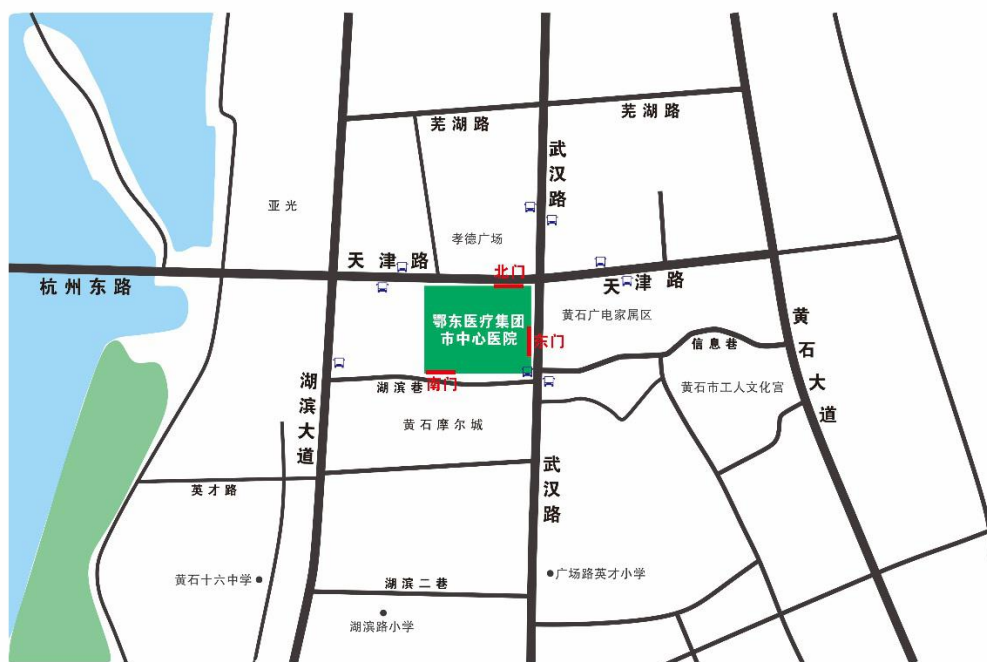 芜湖路
芜湖路
武汉路
亚光
孝德广场
天津路
北门
杭州东路
天津路
鄂东医疗集团
市中心医院
黄石广电家属区
东门
信息巷
黄石大道
湖滨大道
湖滨巷
南门
黄石市工人文化宫
黄石摩尔城
武汉路
英才路
黄石十六中学
湖滨二巷
广场路英才小学
湖滨路小学